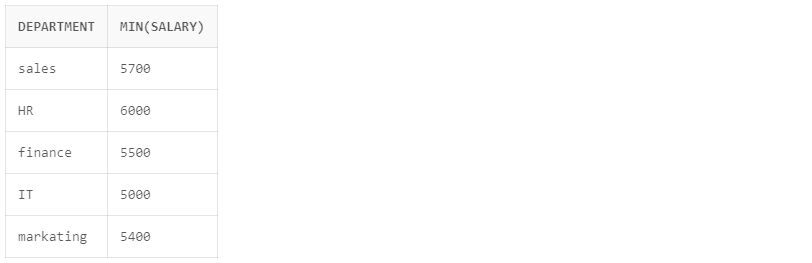 DEPARTMENT MIN(SALARY)
sales 5700
HR 6000
finance 5500
IT 5000
markating 5400